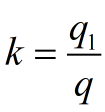 k = q₁/q